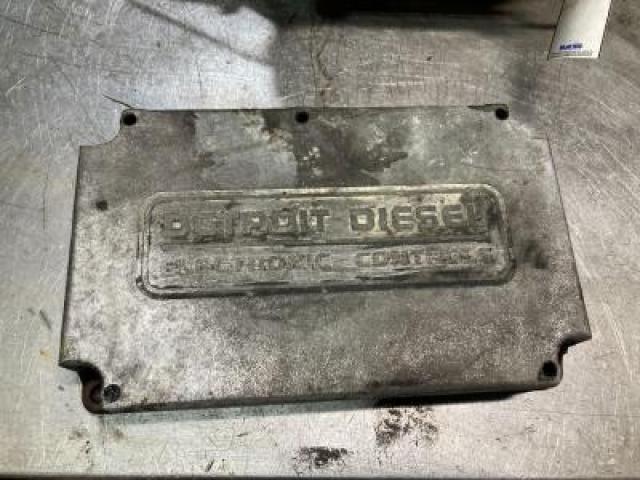 DETROIT DIESEL
ELECTRONIC CONTROLS